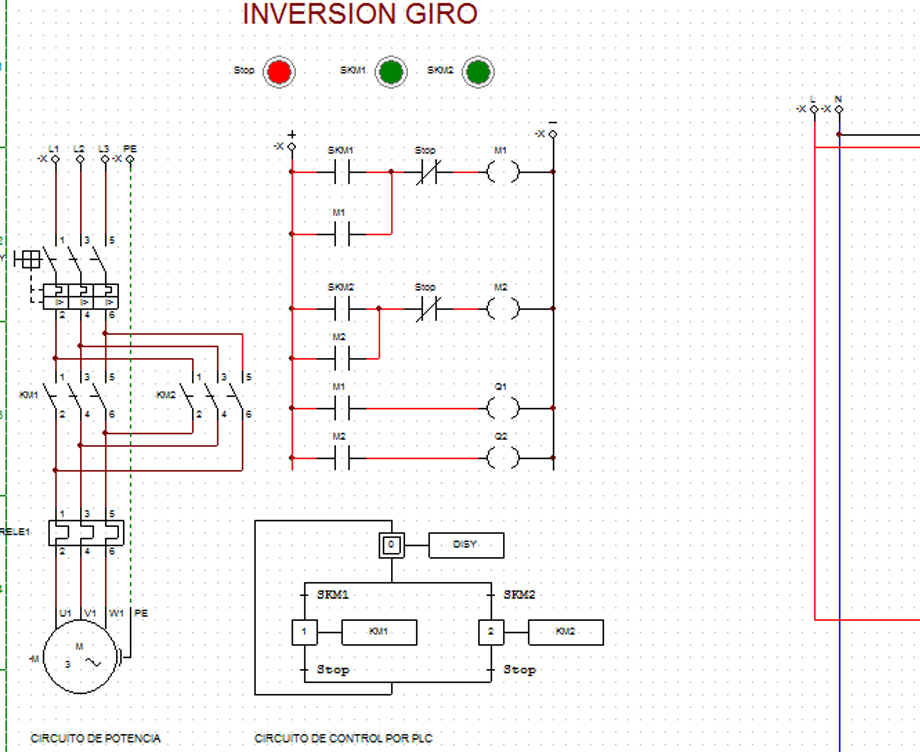 INVERSION GIRO
Stop
SKM1
SKM2
-X L -X N
L1 L2 L3 PE
-X -X
+
-X
-
-X
SKM1 Stop M1
M1
1 3 5
I> I> I>
2 4 6
SKM2 Stop M2
M2
KM1 1 3 5
2 4 6
KM2 1 3 5
2 4 6
M1 Q1
M2 Q2
1 3 5
RELE1
2 4 6
0 DISY
SKM1 SKM2
1 KM1
2 KM2
Stop Stop
U1 V1 W1 PE
-M
M
3
CIRCUITO DE POTENCIA
CIRCUITO DE CONTROL POR PLC